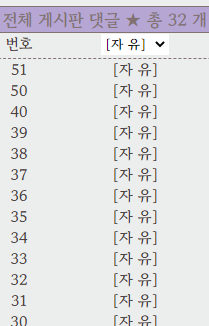 전체 게시판 댓글 ★ 총 32 개
번호 [자 유]
51 [자 유]
50 [자 유]
40 [자 유]
39 [자 유]
38 [자 유]
37 [자 유]
36 [자 유]
35 [자 유]
34 [자 유]
33 [자 유]
32 [자 유]
31 [자 유]
30 [자 유]